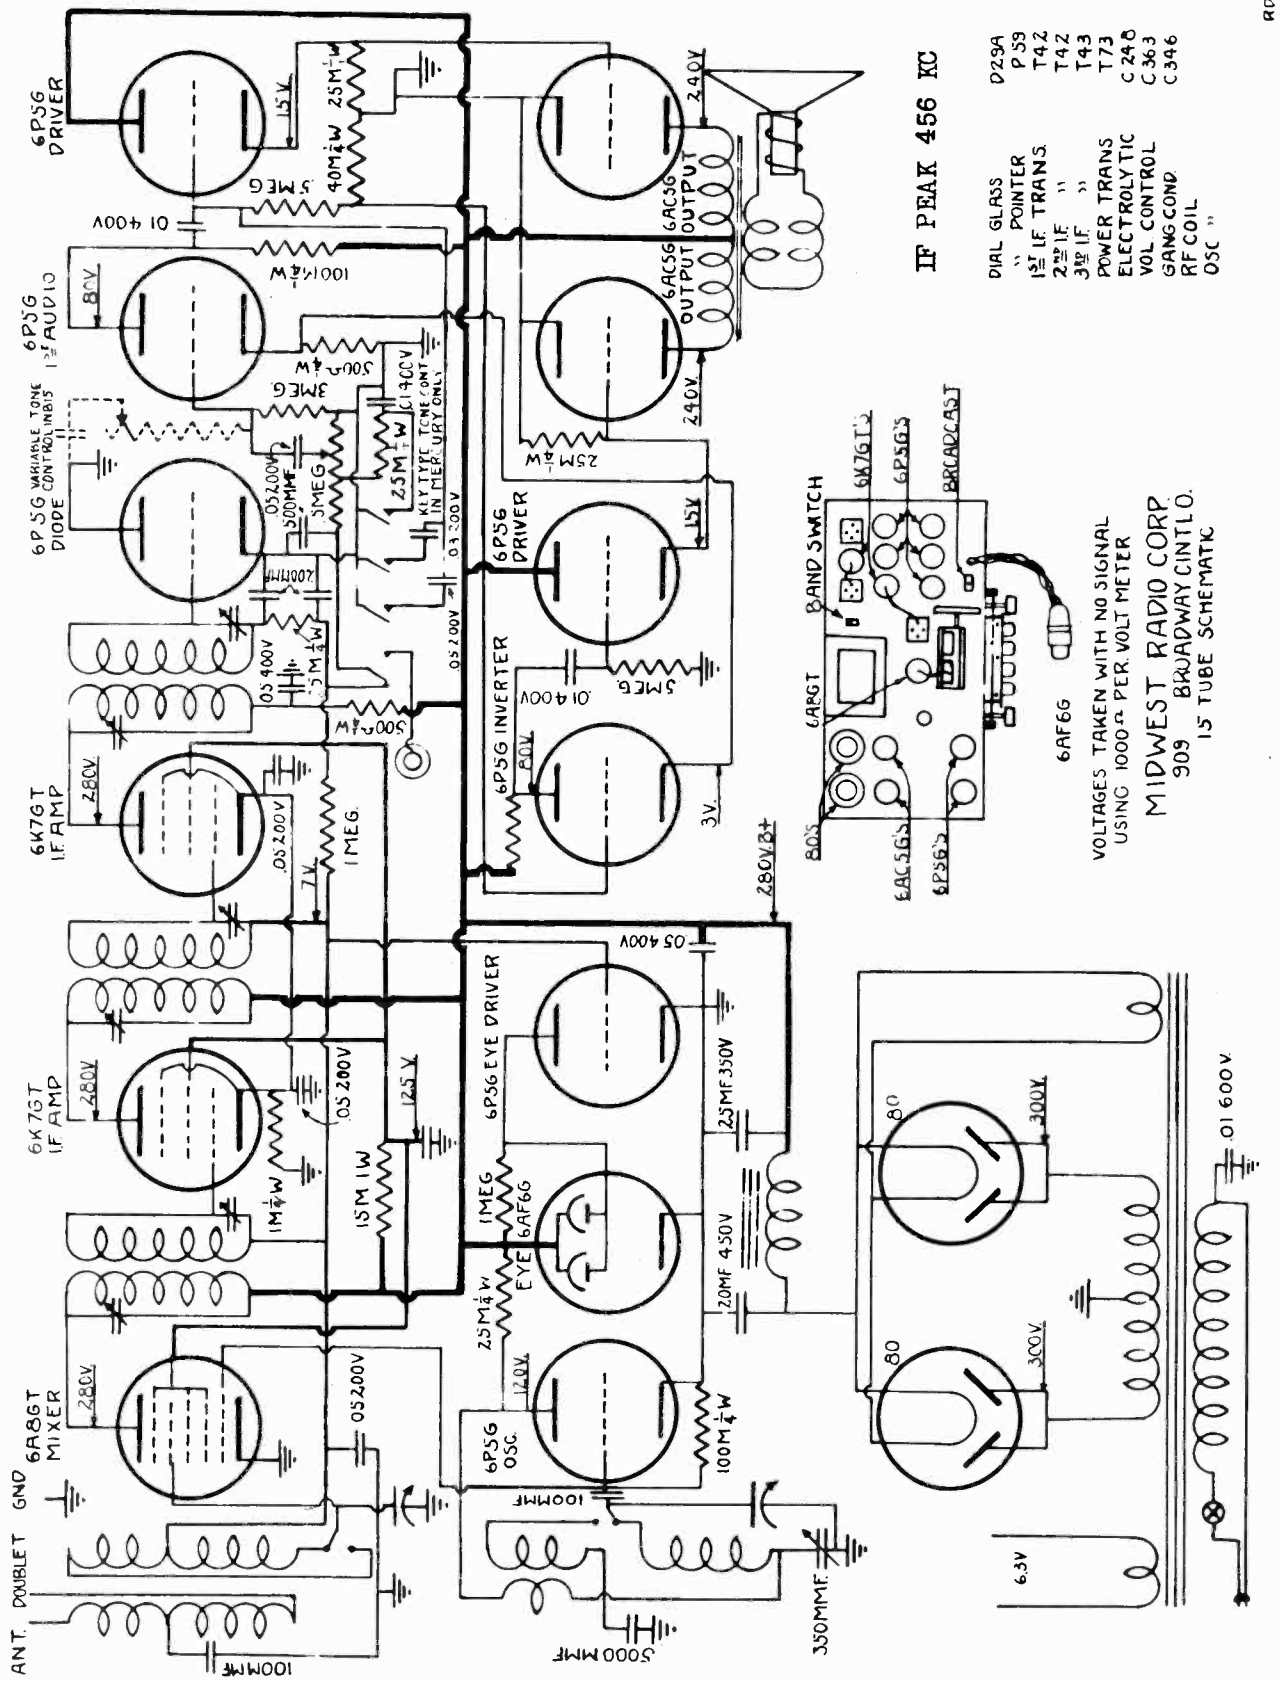 ANT. DOUBLET GND
6A8GT
MIXER
6K7GT
I.F. AMP
6K7GT
I.F. AMP
6P5G
DIODE
VARIABLE TONE
CONTROL IN BIS
6P5G
1ST AUDIO
6P5G
DRIVER
280V.
280V.
280V.
80V.
15V
.01 400V
.5MEG
100M¼W
40M¼W
25M¼W
500Ω¼W
3MEG.
.05 200V
500MMF
.5MEG
25M¼W
.01 400V
KEY TYPE TONE CONT
IN MERCURY ONLY
.03 200V
.05 200V
200MMF
.05 400V
500Ω¼W
.05 200V
7V.
1MEG.
.05 200V
1M¼W
15M 1W
125V
.05 200V
100MMF
6P5G
OSC.
120V.
25M¼W
1MEG
EYE 6AF6G
6P5G EYE DRIVER
6P5G INVERTER
80V.
.01 400V
.5MEG.
3V.
6P5G
DRIVER
15V.
25M¼W
6AC5G 6AC5G
OUTPUT OUTPUT
240V.
240V.
100MMF
100M¼W
5000MMF
350MMF.
20MF 450V
25MF 350V
.05 400V
280V.B+
80
80
300V.
300V.
6.3V
.01 600V.
80'S
6A8GT
BAND SWITCH
6K7GT'S
6P5G'S
BROADCAST
6AC5G'S
6P5G'S
6AF6G
VOLTAGES TAKEN WITH NO SIGNAL
USING 1000Ω PER. VOLT METER
MIDWEST RADIO CORP.
909 BROADWAY CINTI.O.
15 TUBE SCHEMATIC
IF PEAK 456 KC
DIAL GLASS D29A
" POINTER P59
1ST I.F. TRANS. T42
2ND I.F. " T42
3RD I.F. " T43
POWER TRANS T73
ELECTROLYTIC
VOL CONTROL
GANG COND. C248
RF COIL C363
OSC " C346